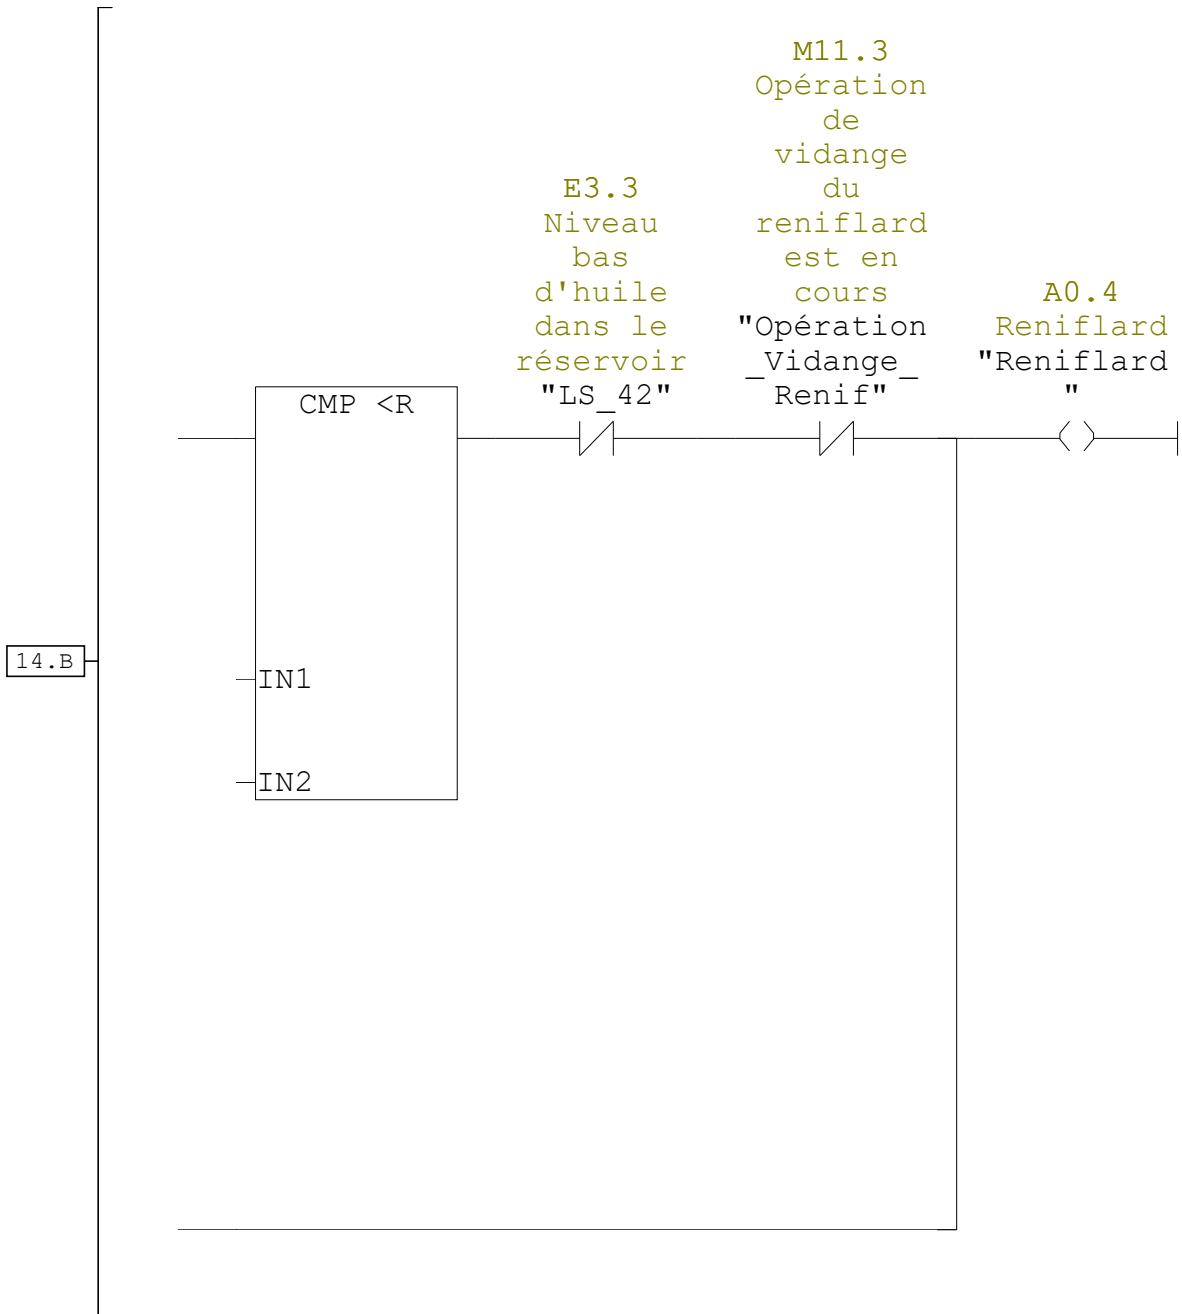 M11.3
Opération
de
vidange
du
reniflard
est en
cours
"Opération
_Vidange_
Renif"
E3.3
Niveau
bas
d'huile
dans le
réservoir
"LS_42"
A0.4
Reniflard
"Reniflard
"
CMP <R
14.B
IN1
IN2